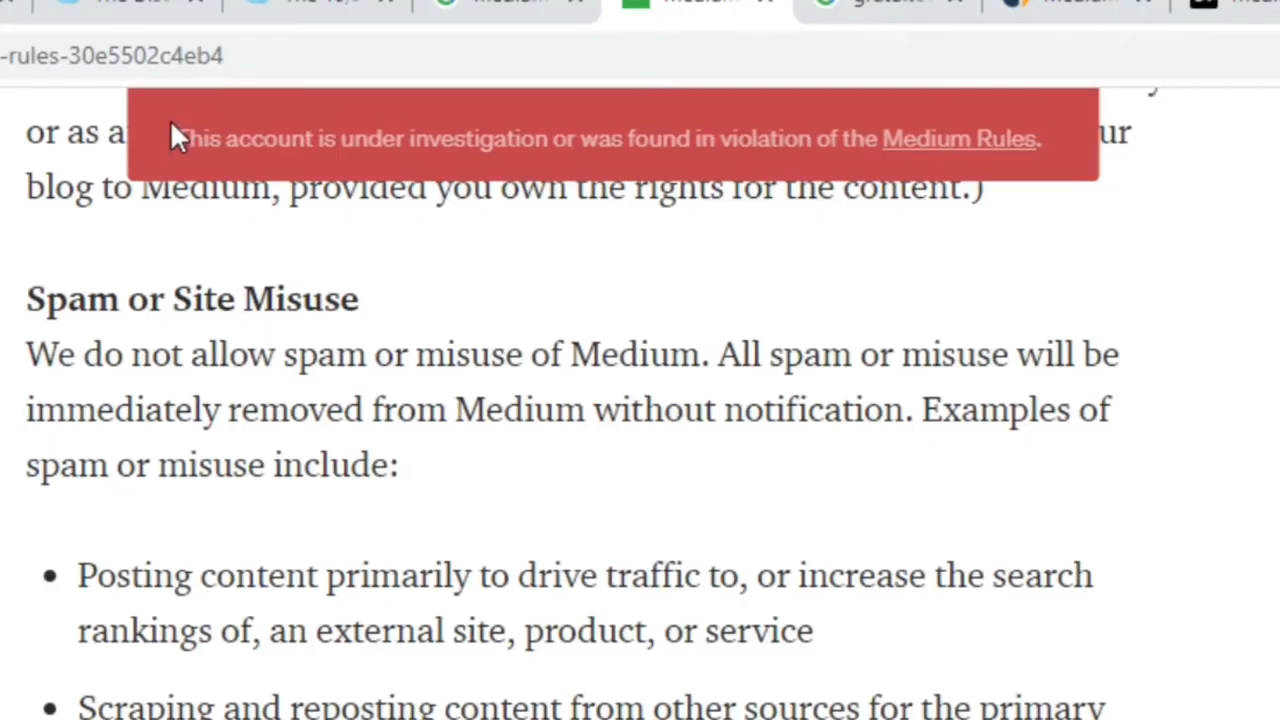 -rules-30e5502c4eb4
This account is under investigation or was found in violation of the Medium Rules.
or as a ur
blog to Medium, provided you own the rights for the content.)
Spam or Site Misuse
We do not allow spam or misuse of Medium. All spam or misuse will be
immediately removed from Medium without notification. Examples of
spam or misuse include:
• Posting content primarily to drive traffic to, or increase the search
rankings of, an external site, product, or service
• Scraping and reposting content from other sources for the primary